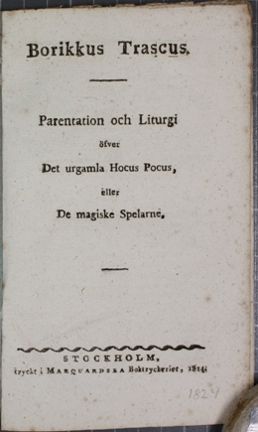 Borikkus Trascus.
Parentation och Liturgi
öfver
Det urgamla Hocus Pocus,
eller
De magiske Spelarne.
STOCKHOLM,
tryckt i MARQUARDSKA Boktryckeriet, 1824.
1824